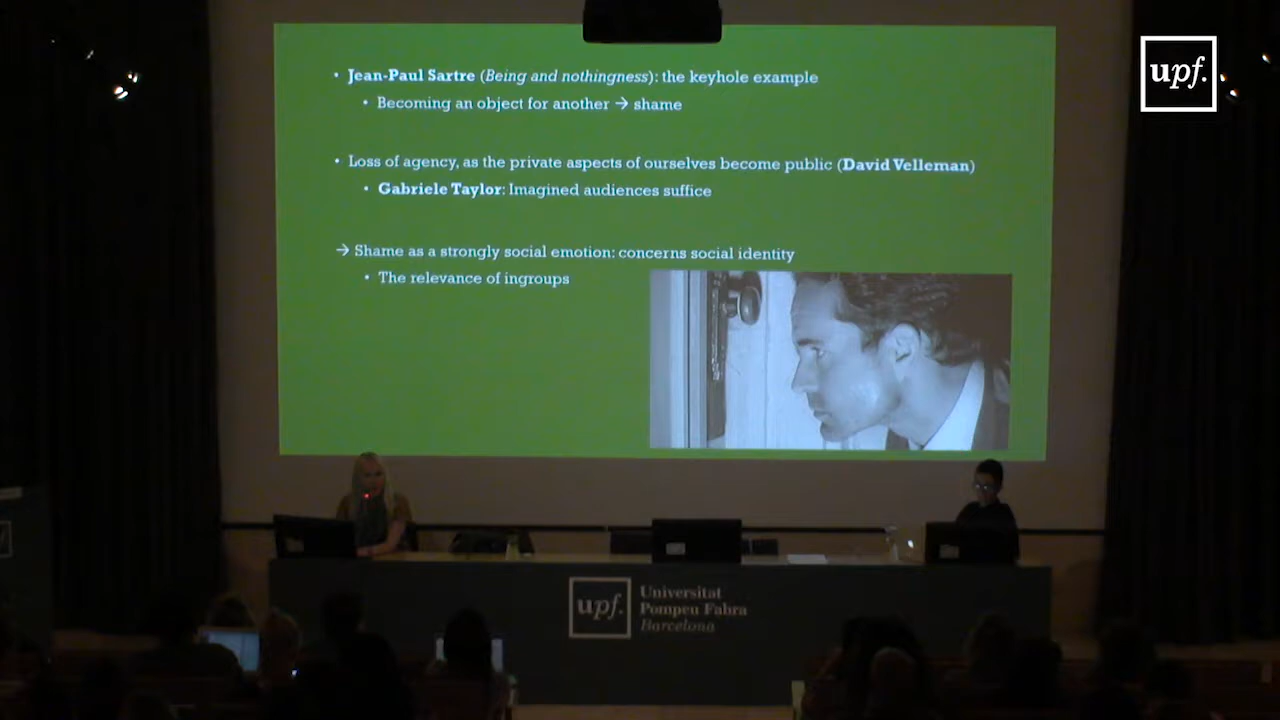 • Jean-Paul Sartre (Being and nothingness): the keyhole example
• Becoming an object for another → shame
• Loss of agency, as the private aspects of ourselves become public (David Velleman)
• Gabriele Taylor: Imagined audiences suffice
→ Shame as a strongly social emotion: concerns social identity
• The relevance of ingroups
upf.
upf.
Universitat
Pompeu Fabra
Barcelona